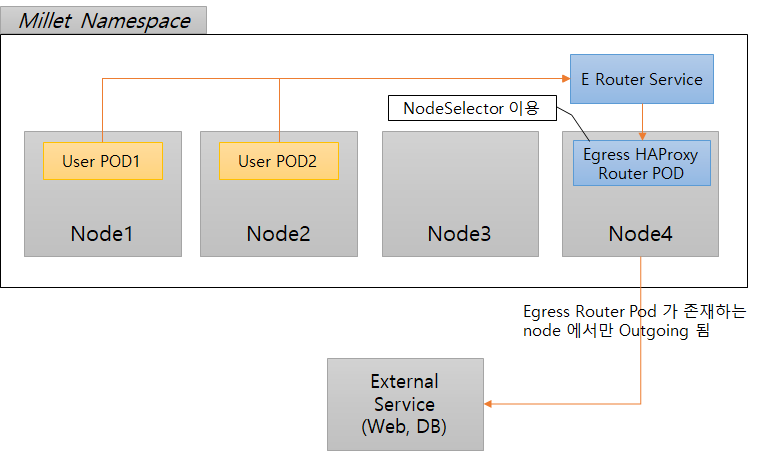 Millet Namespace
E Router Service
NodeSelector 이용
User POD1
User POD2
Egress HAProxy
Router POD
Node1
Node2
Node3
Node4
Egress Router Pod 가 존재하는
node 에서만 Outgoing 됨
External
Service
(Web, DB)